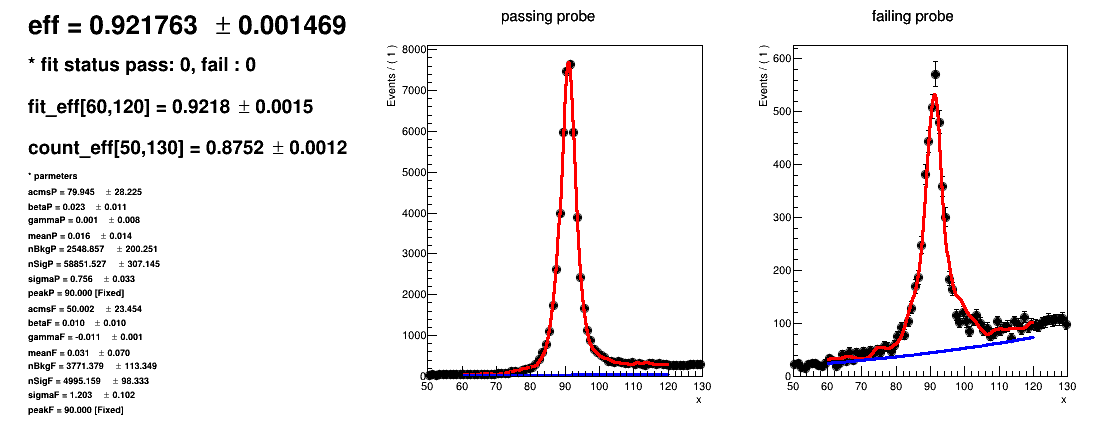 eff = 0.921763 ± 0.001469
* fit status pass: 0, fail : 0
fit_eff[60,120] = 0.9218 ± 0.0015
count_eff[50,130] = 0.8752 ± 0.0012
* parmeters
acmsP = 79.945 ± 28.225
betaP = 0.023 ± 0.011
gammaP = 0.001 ± 0.008
meanP = 0.016 ± 0.014
nBkgP = 2548.857 ± 200.251
nSigP = 58851.527 ± 307.145
sigmaP = 0.756 ± 0.033
peakP = 90.000 [Fixed]
acmsF = 50.002 ± 23.454
betaF = 0.010 ± 0.010
gammaF = -0.011 ± 0.001
meanF = 0.031 ± 0.070
nBkgF = 3771.379 ± 113.349
nSigF = 4995.159 ± 98.333
sigmaF = 1.203 ± 0.102
peakF = 90.000 [Fixed]
passing probe
Events / ( 1 )
8000
7000
6000
5000
4000
3000
2000
1000
0
50 60 70 80 90 100 110 120 130
x
failing probe
Events / ( 1 )
600
500
400
300
200
100
0
50 60 70 80 90 100 110 120 130
x